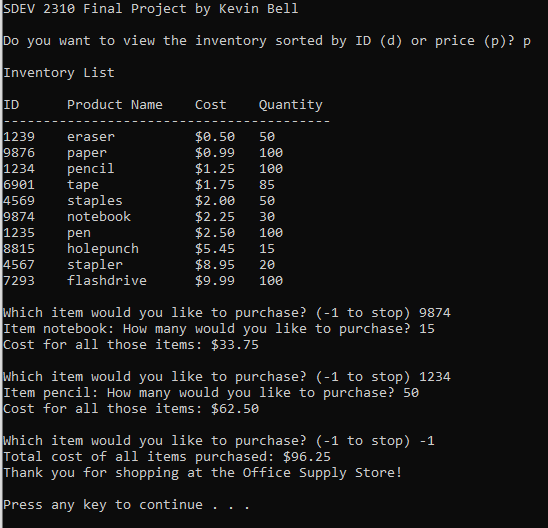 SDEV 2310 Final Project by Kevin Bell
Do you want to view the inventory sorted by ID (d) or price (p)? p
Inventory List
ID Product Name Cost Quantity
-----------------------------------------
1239 eraser $0.50 50
9876 paper $0.99 100
1234 pencil $1.25 100
6901 tape $1.75 85
4569 staples $2.00 50
9874 notebook $2.25 30
1235 pen $2.50 100
8815 holepunch $5.45 15
4567 stapler $8.95 20
7293 flashdrive $9.99 100
Which item would you like to purchase? (-1 to stop) 9874
Item notebook: How many would you like to purchase? 15
Cost for all those items: $33.75
Which item would you like to purchase? (-1 to stop) 1234
Item pencil: How many would you like to purchase? 50
Cost for all those items: $62.50
Which item would you like to purchase? (-1 to stop) -1
Total cost of all items purchased: $96.25
Thank you for shopping at the Office Supply Store!
Press any key to continue . . .